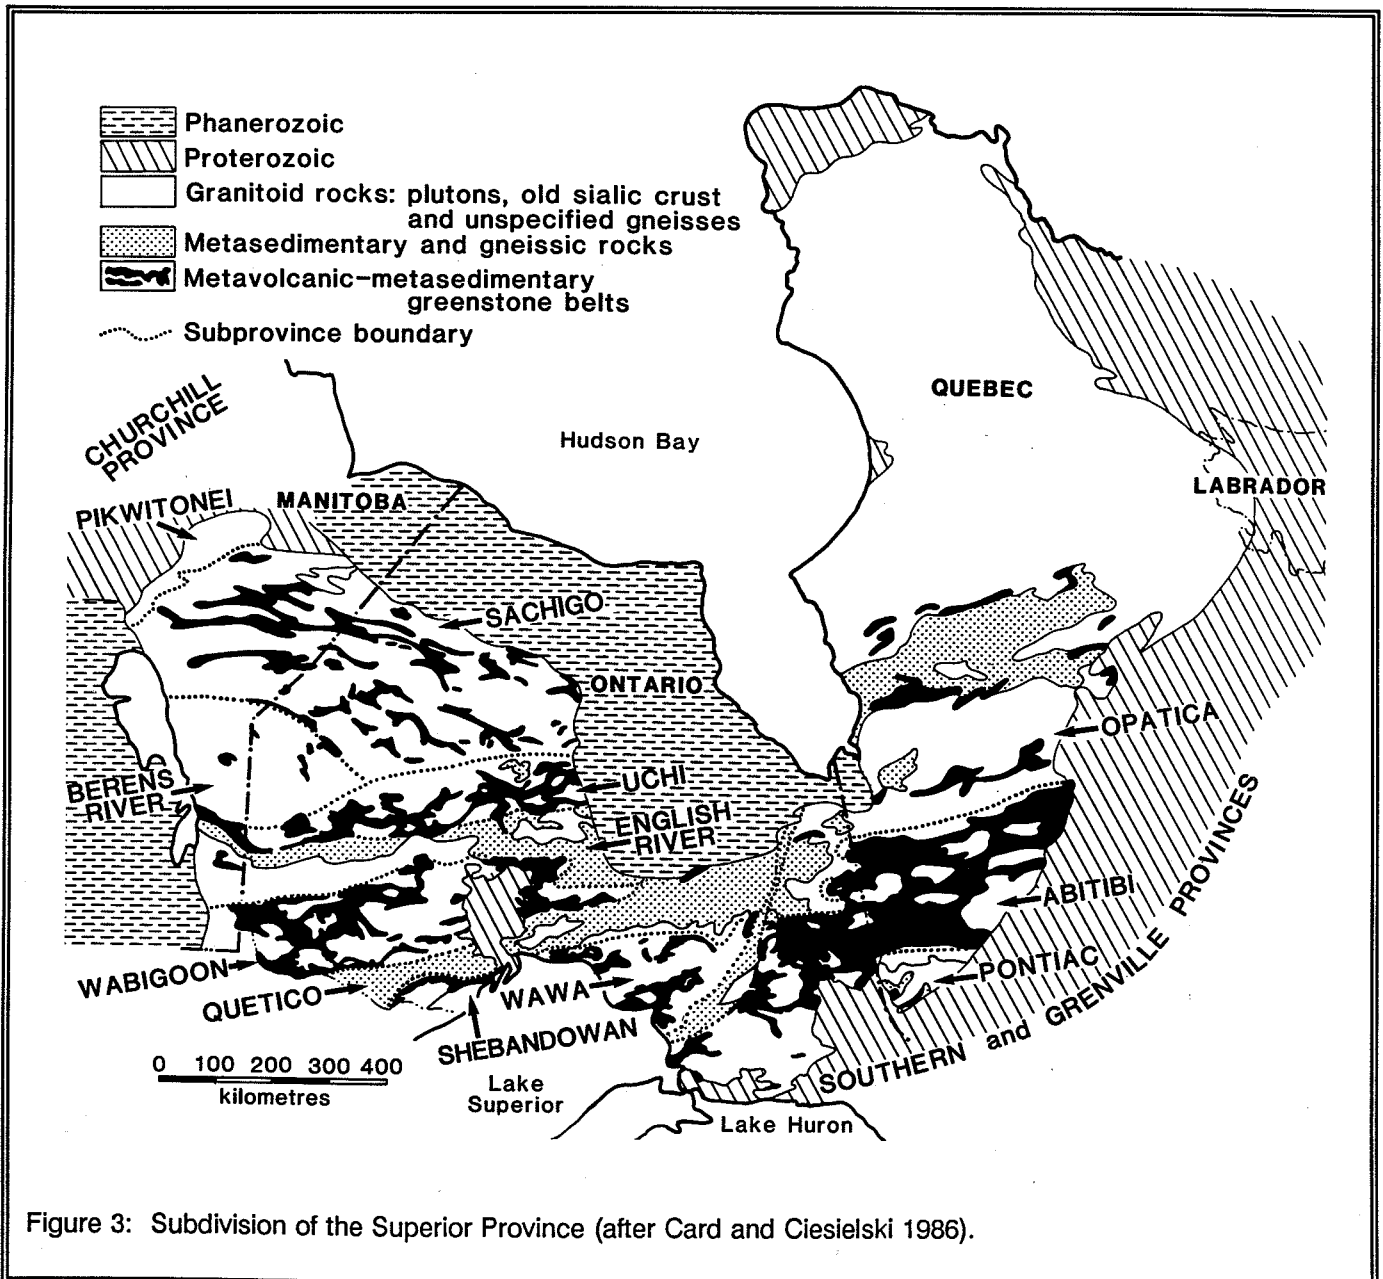 Phanerozoic
Proterozoic
Granitoid rocks: plutons, old sialic crust
and unspecified gneisses
Metasedimentary and gneissic rocks
Metavolcanic-metasedimentary
greenstone belts
Subprovince boundary
CHURCHILL
PROVINCE
QUEBEC
Hudson Bay
LABRADOR
PIKWITONEI
MANITOBA
SACHIGO
ONTARIO
OPATICA
BERENS
RIVER
UCHI
ENGLISH
RIVER
ABITIBI
WABIGOON
QUETICO
WAWA
PONTIAC
SHEBANDOWAN
SOUTHERN and GRENVILLE PROVINCES
0 100 200 300 400
kilometres
Lake
Superior
Lake Huron
Figure 3: Subdivision of the Superior Province (after Card and Ciesielski 1986).